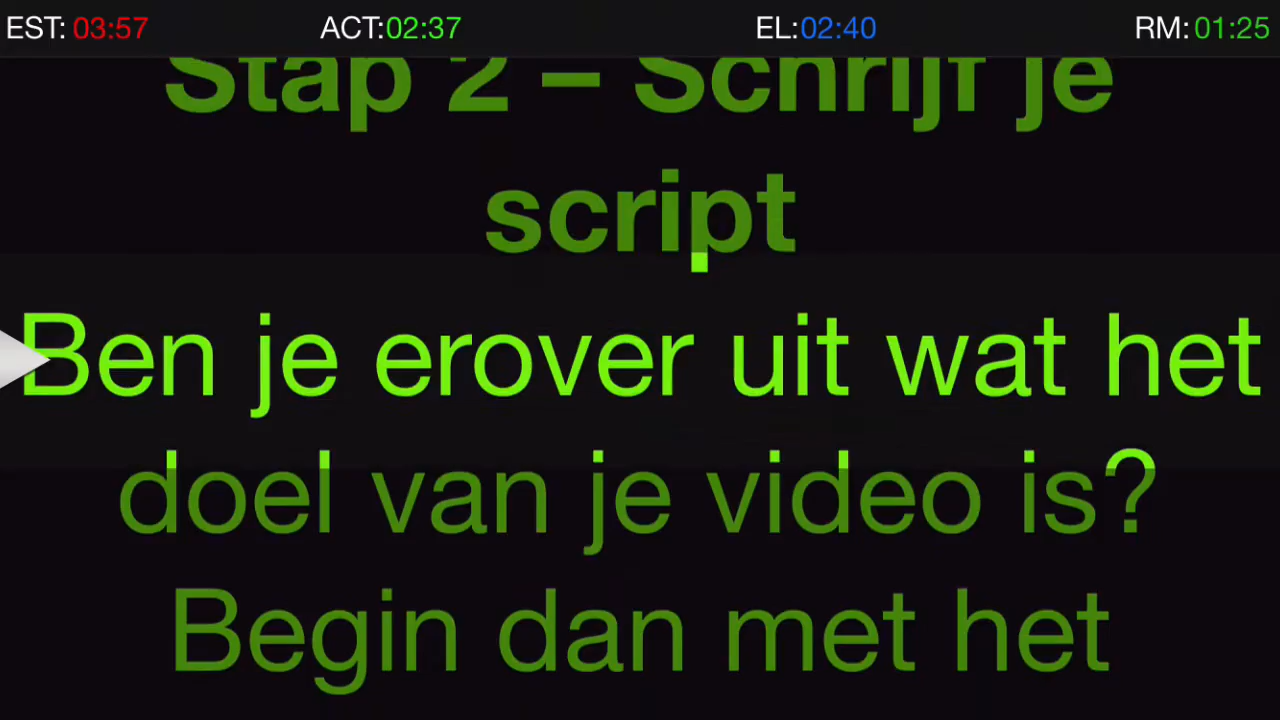 EST: 03:57 ACT:02:37 EL:02:40 RM: 01:25
Stap 2 – Schrijf je
script
Ben je erover uit wat het
doel van je video is?
Begin dan met het